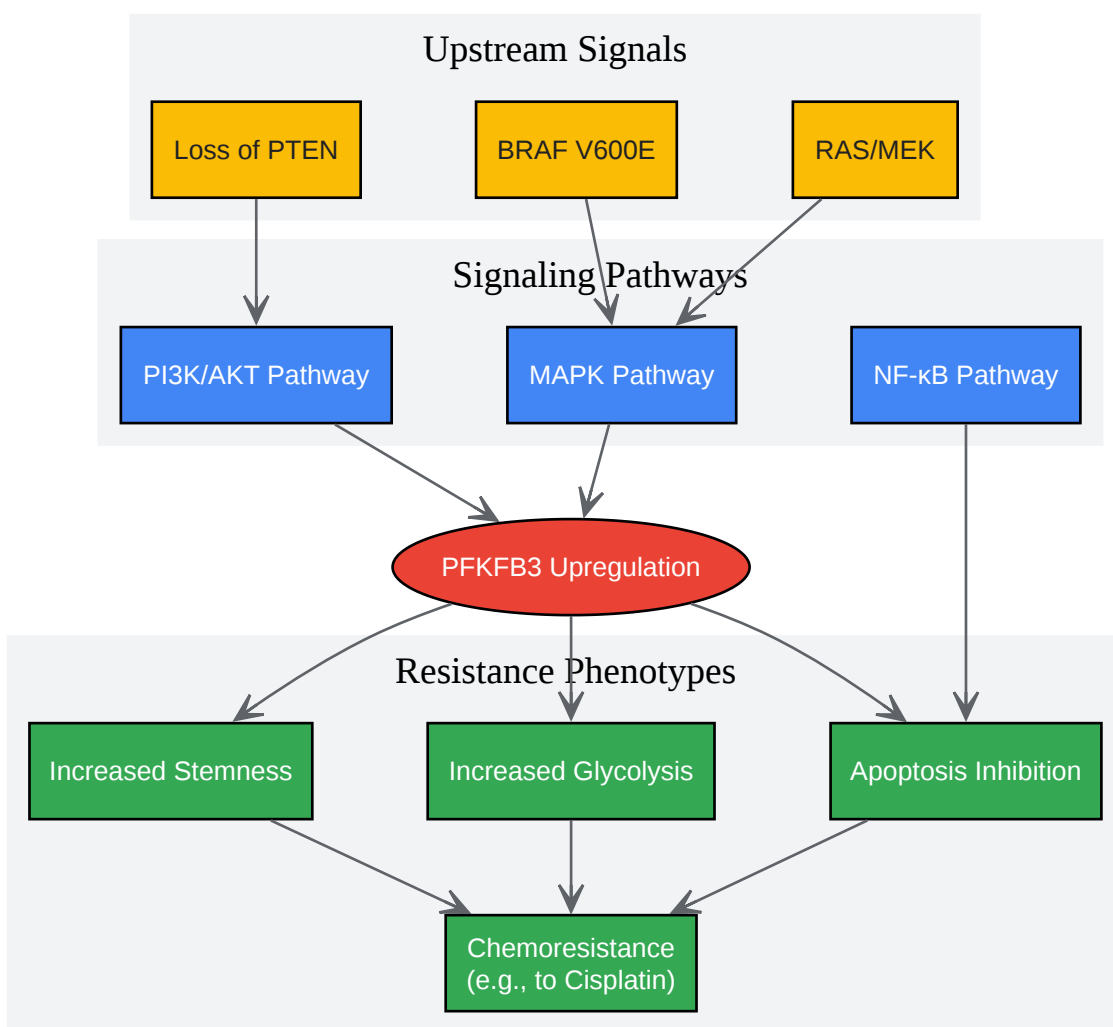 Upstream Signals
Loss of PTEN
BRAF V600E
RAS/MEK
Signaling Pathways
PI3K/AKT Pathway
MAPK Pathway
NF-κB Pathway
PFKFB3 Upregulation
Resistance Phenotypes
Increased Stemness
Increased Glycolysis
Apoptosis Inhibition
Chemoresistance
(e.g., to Cisplatin)